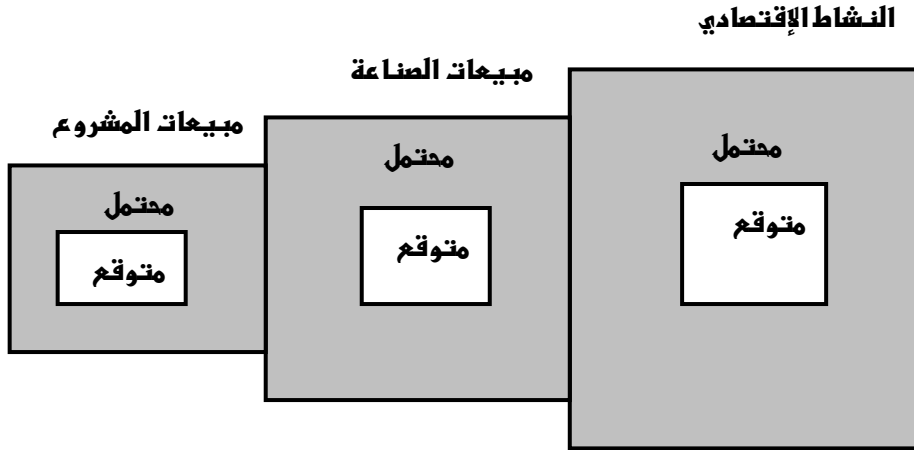 النشاط الإقتصادي
مبيعات الصناعة
مبيعات المشروع
محتمل
محتمل
محتمل
متوقع
متوقع
متوقع